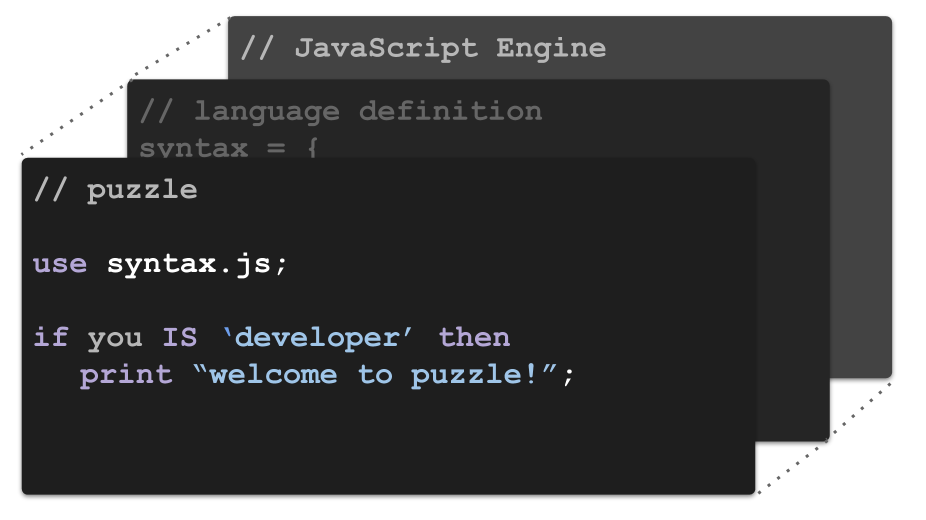 // JavaScript Engine
// language definition
syntax = {
// puzzle
use syntax.js;
if you IS ‘developer’ then
print “welcome to puzzle!”;